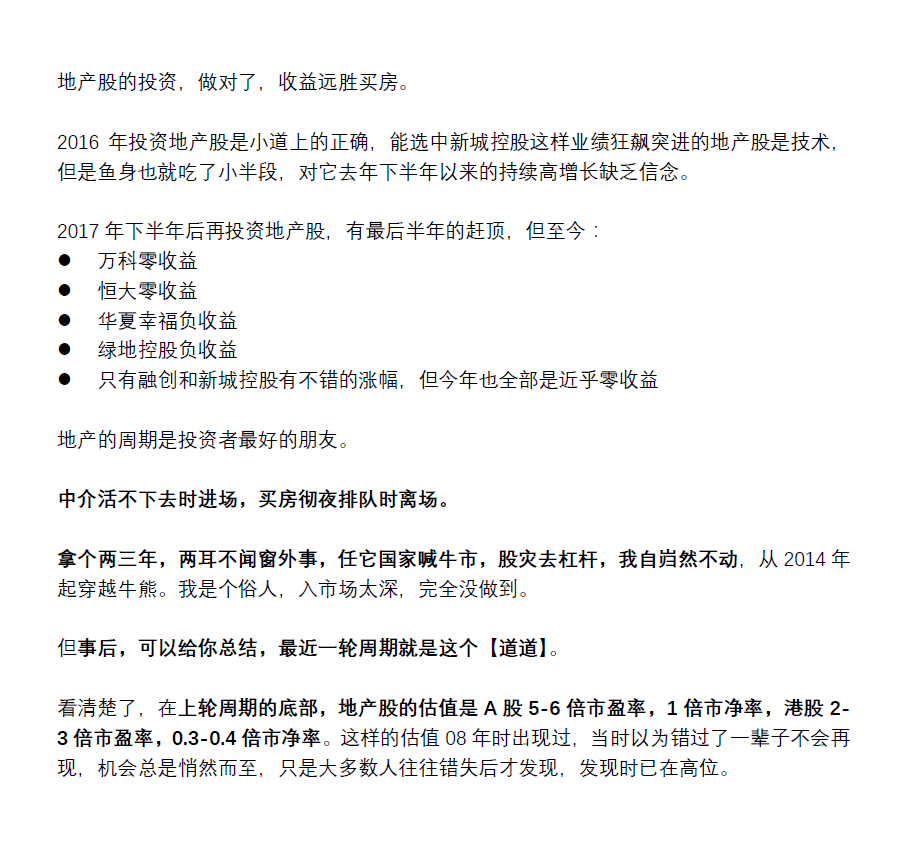 地产股的投资，做对了，收益远胜买房。
2016 年投资地产股是小道上的正确，能选中新城控股这样业绩狂飙突进的地产股是技术，
但是鱼身也就吃了小半段，对它去年下半年以来的持续高增长缺乏信念。
2017 年下半年后再投资地产股，有最后半年的赶顶，但至今：
● 万科零收益
● 恒大零收益
● 华夏幸福负收益
● 绿地控股负收益
● 只有融创和新城控股有不错的涨幅，但今年也全部是近乎零收益
地产的周期是投资者最好的朋友。
中介活不下去时进场，买房彻夜排队时离场。
拿个两三年，两耳不闻窗外事，任它国家喊牛市，股灾去杠杆，我自岿然不动，从 2014 年
起穿越牛熊。我是个俗人，入市场太深，完全没做到。
但事后，可以给你总结，最近一轮周期就是这个【道道】。
看清楚了，在上轮周期的底部，地产股的估值是 A 股 5-6 倍市盈率，1 倍市净率，港股 2-
3 倍市盈率，0.3-0.4 倍市净率。这样的估值 08 年时出现过，当时以为错过了一辈子不会再
现，机会总是悄然而至，只是大多数人往往错失后才发现，发现时已在高位。